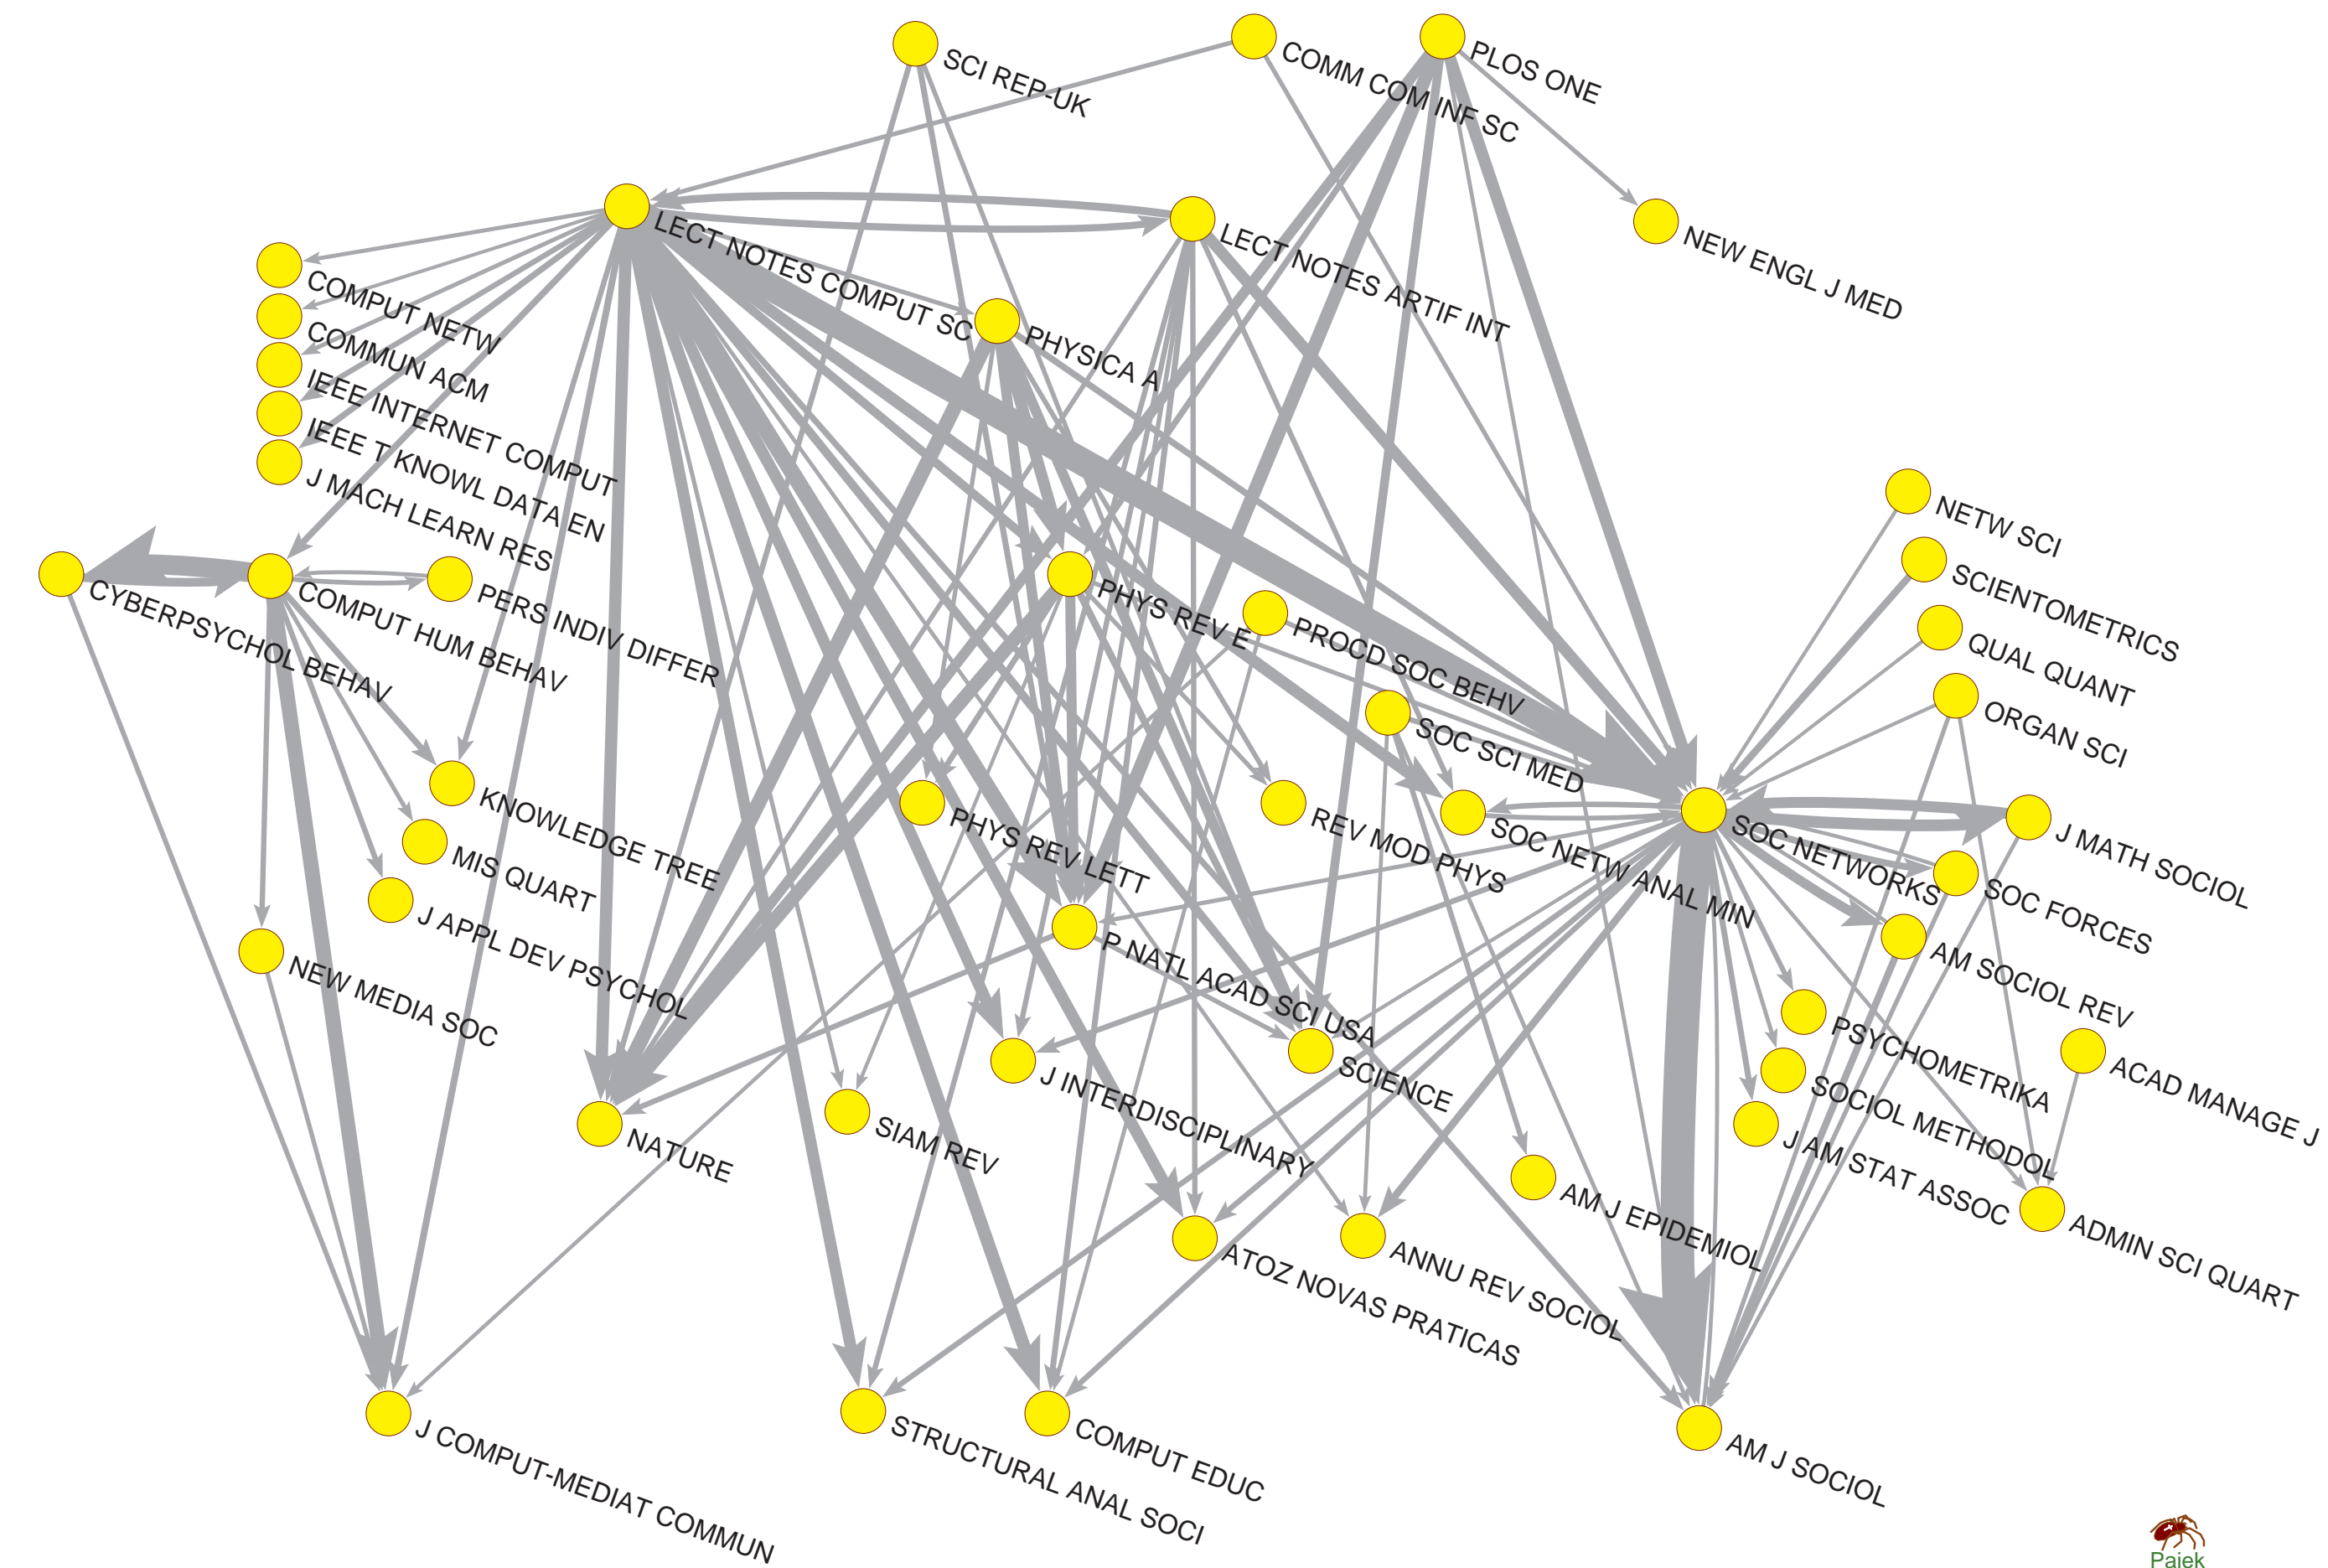 SCI REP-UK
COMM COM INF SC
PLOS ONE
LECT NOTES COMPUT SC
LECT NOTES ARTIF INT
NEW ENGL J MED
COMPUT NETW
COMMUN ACM
PHYSICA A
IEEE INTERNET COMPUT
IEEE T KNOWL DATA EN
J MACH LEARN RES
NETW SCI
SCIENTOMETRICS
CYBERPSYCHOL BEHAV
COMPUT HUM BEHAV
PERS INDIV DIFFER
PHYS REV E
PROCD SOC BEHV
QUAL QUANT
ORGAN SCI
SOC SCI MED
KNOWLEDGE TREE
PHYS REV LETT
REV MOD PHYS
SOC NETW ANAL MIN
SOC NETWORKS
J MATH SOCIOL
MIS QUART
SOC FORCES
J APPL DEV PSYCHOL
P NATL ACAD SCI USA
AM SOCIOL REV
NEW MEDIA SOC
PSYCHOMETRIKA
J INTERDISCIPLINARY
SCIENCE
SOCIOL METHODOL
ACAD MANAGE J
NATURE
SIAM REV
J AM STAT ASSOC
AM J EPIDEMIOL
ADMIN SCI QUART
ATOZ NOVAS PRATICAS
ANNU REV SOCIOL
J COMPUT-MEDIAT COMMUN
STRUCTURAL ANAL SOCI
COMPUT EDUC
AM J SOCIOL
Pajek